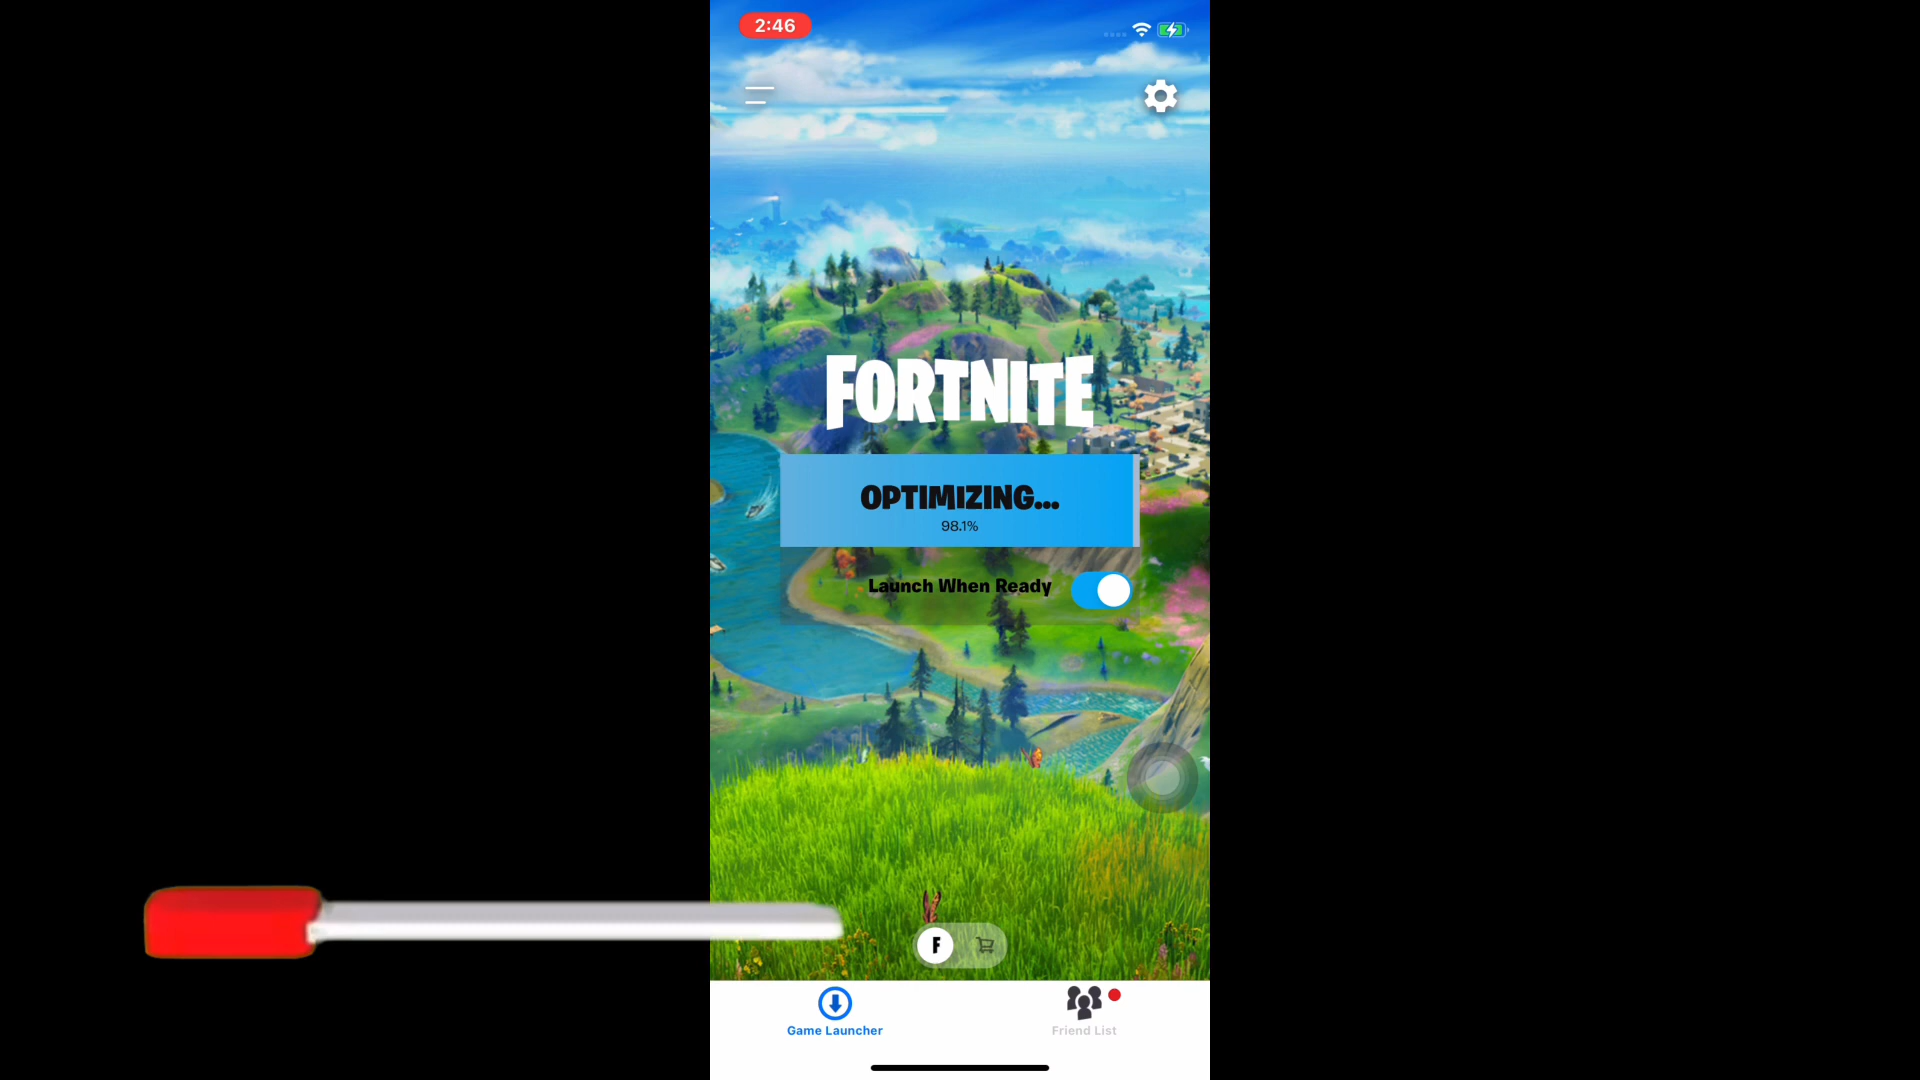 2:46
FORTNITE
OPTIMIZING...
98.1%
Launch When Ready
F
Game Launcher
Friend List